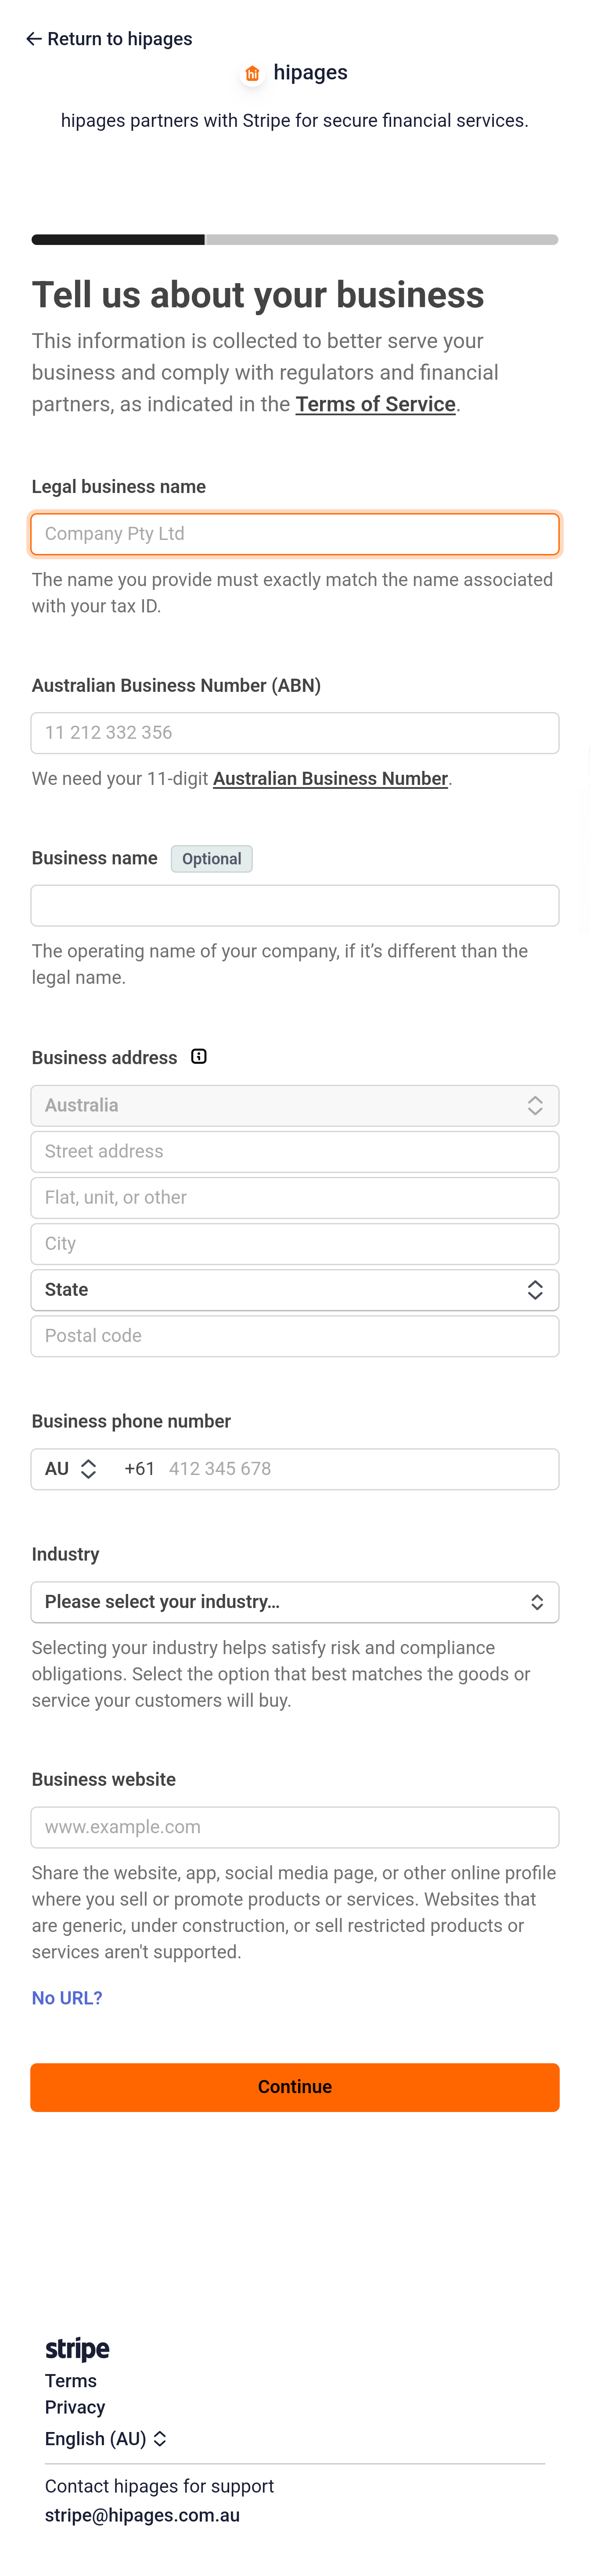 ← Return to hipages
hipages
hipages partners with Stripe for secure financial services.
Tell us about your business
This information is collected to better serve your
business and comply with regulators and financial
partners, as indicated in the Terms of Service.
Legal business name
Company Pty Ltd
The name you provide must exactly match the name associated
with your tax ID.
Australian Business Number (ABN)
11 212 332 356
We need your 11-digit Australian Business Number.
Business name Optional
The operating name of your company, if it’s different than the
legal name.
Business address
Australia
Street address
Flat, unit, or other
City
State
Postal code
Business phone number
AU +61 412 345 678
Industry
Please select your industry…
Selecting your industry helps satisfy risk and compliance
obligations. Select the option that best matches the goods or
service your customers will buy.
Business website
www.example.com
Share the website, app, social media page, or other online profile
where you sell or promote products or services. Websites that
are generic, under construction, or sell restricted products or
services aren't supported.
No URL?
Continue
stripe
Terms
Privacy
English (AU)
Contact hipages for support
stripe@hipages.com.au